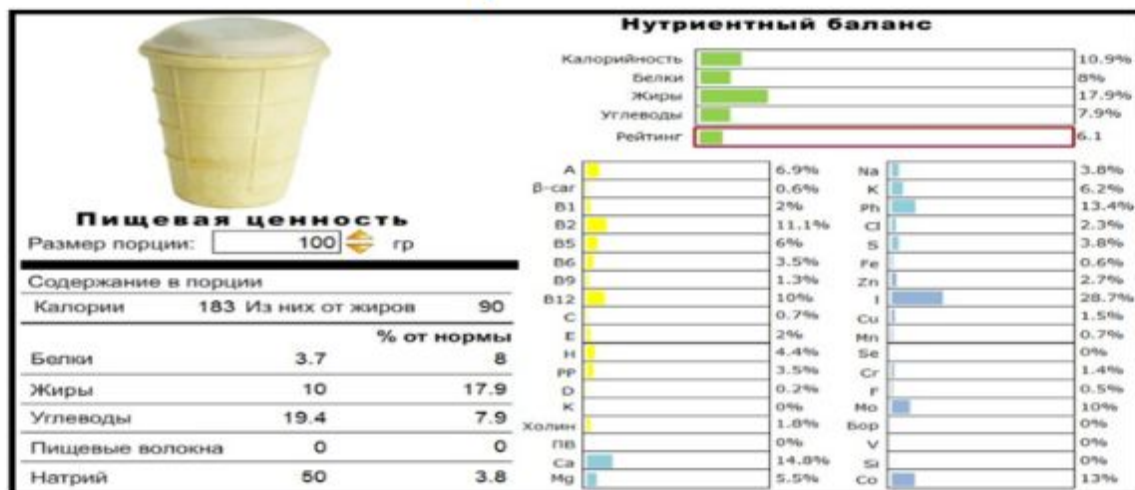 Пищевая ценность
Размер порции: 100 гр
Содержание в порции
Калории 183 Из них от жиров 90
% от нормы
Белки 3.7 8
Жиры 10 17.9
Углеводы 19.4 7.9
Пищевые волокна 0 0
Натрий 50 3.8
Нутриентный баланс
Калорийность 10.9%
Белки 8%
Жиры 17.9%
Углеводы 7.9%
Рейтинг 6.1
A 6.9%
β-car 0.6%
B1 2%
B2 11.1%
B5 6%
B6 3.5%
B9 1.3%
B12 10%
C 0.7%
E 2%
H 4.4%
PP 3.5%
D 0.2%
K 0%
Холин 1.8%
ПВ 0%
Ca 14.8%
Mg 5.5%
Na 3.8%
K 6.2%
Ph 13.4%
Cl 2.3%
S 3.8%
Fe 0.6%
Zn 2.7%
I 28.7%
Cu 1.5%
Mn 0.7%
Se 0%
Cr 1.4%
F 0.5%
Mo 10%
Бор 0%
V 0%
Si 0%
Co 13%